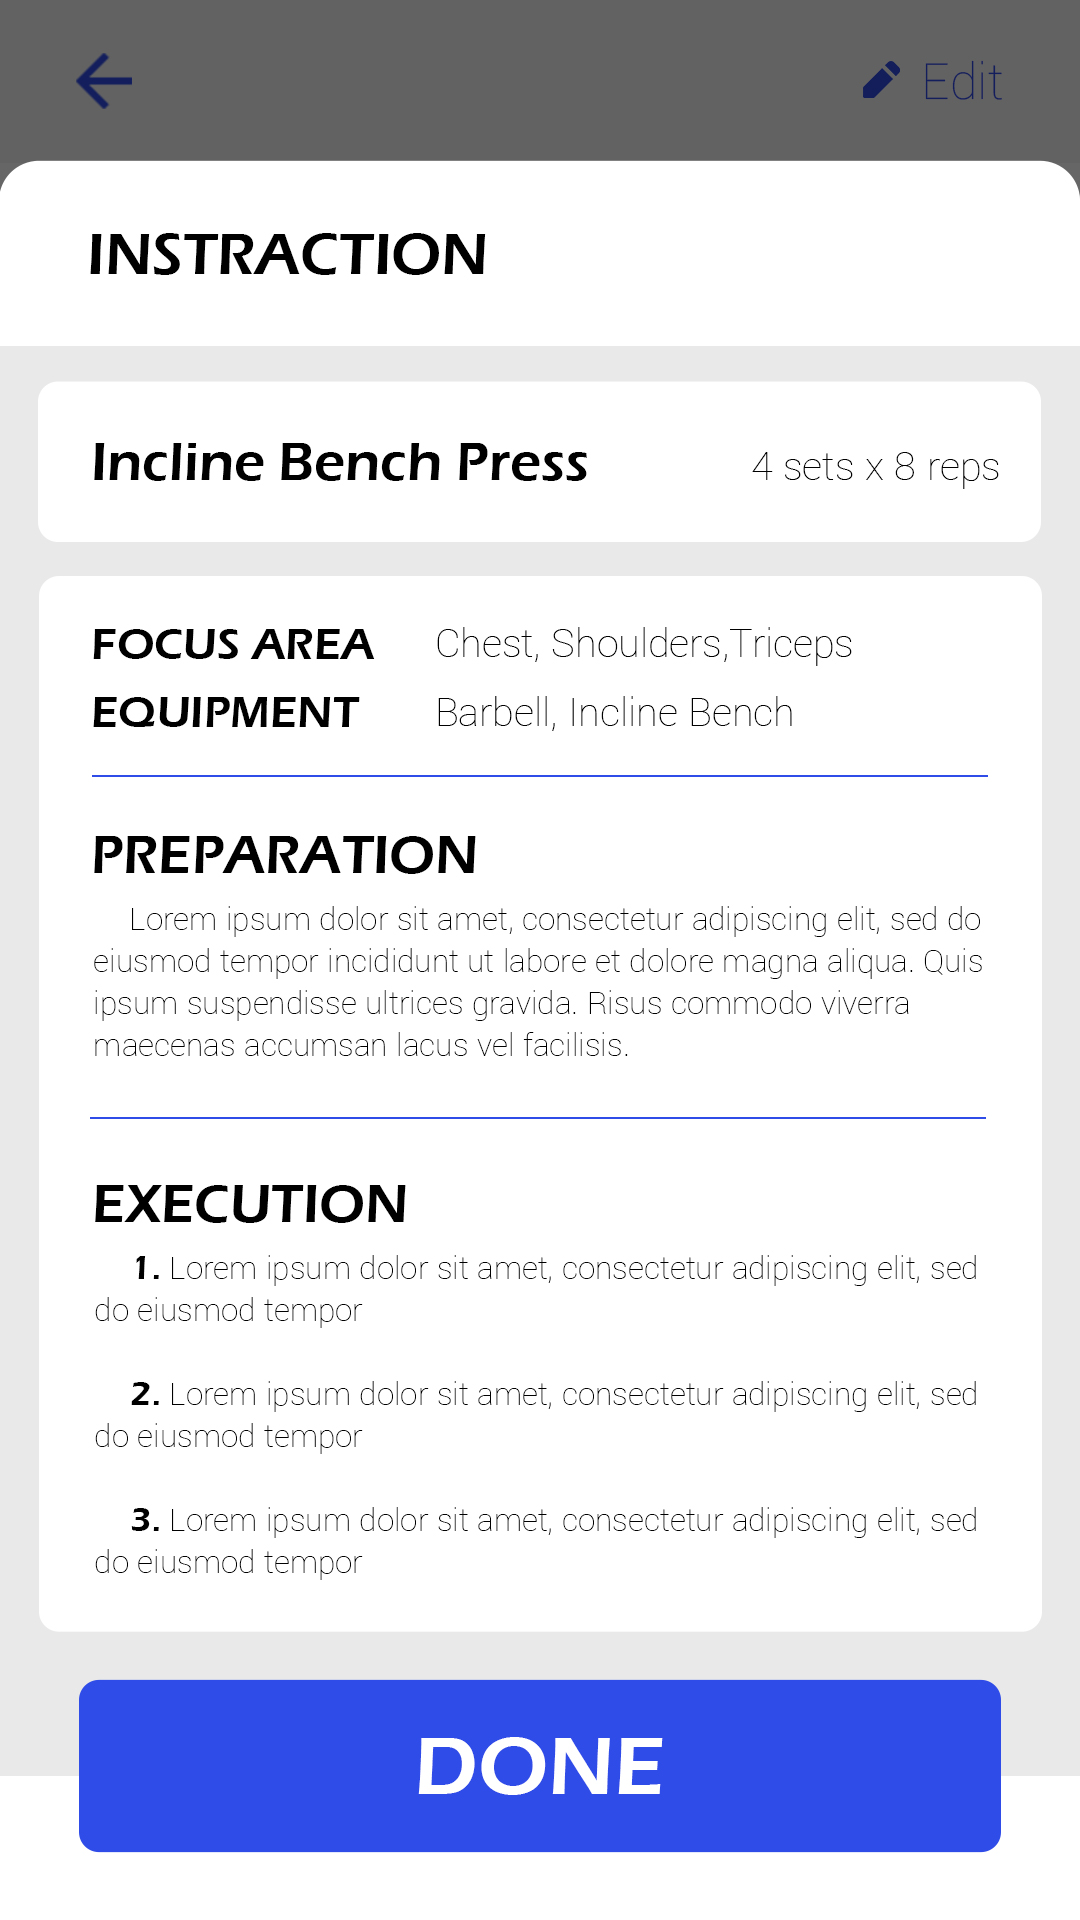 Edit
INSTRACTION
Incline Bench Press 4 sets x 8 reps
FOCUS AREA Chest, Shoulders,Triceps
EQUIPMENT Barbell, Incline Bench
PREPARATION
Lorem ipsum dolor sit amet, consectetur adipiscing elit, sed do
eiusmod tempor incididunt ut labore et dolore magna aliqua. Quis
ipsum suspendisse ultrices gravida. Risus commodo viverra
maecenas accumsan lacus vel facilisis.
EXECUTION
1. Lorem ipsum dolor sit amet, consectetur adipiscing elit, sed
do eiusmod tempor
2. Lorem ipsum dolor sit amet, consectetur adipiscing elit, sed
do eiusmod tempor
3. Lorem ipsum dolor sit amet, consectetur adipiscing elit, sed
do eiusmod tempor
DONE